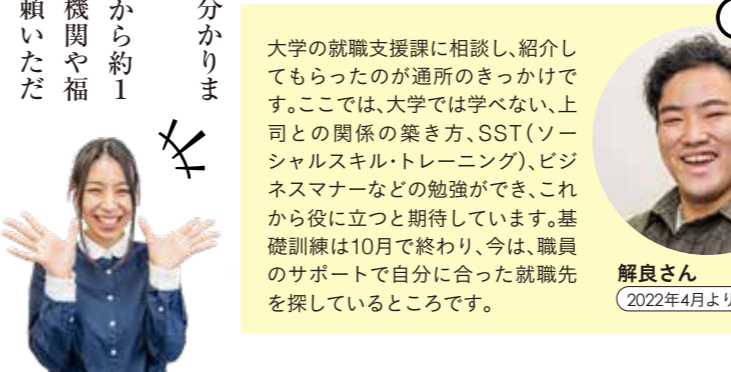 分かりま
から約1
機関や福
頼いただ
大学の就職支援課に相談し、紹介し
てもらったのが通所のきっかけで
す。ここでは、大学では学べない、上
司との関係の築き方、SST(ソー
シャルスキル・トレーニング)、ビジ
ネスマナーなどの勉強ができ、これ
から役に立つと期待しています。基
礎訓練は10月で終わり、今は、職員
のサポートで自分に合った就職先
を探しているところです。
解良さん
2022年4月より